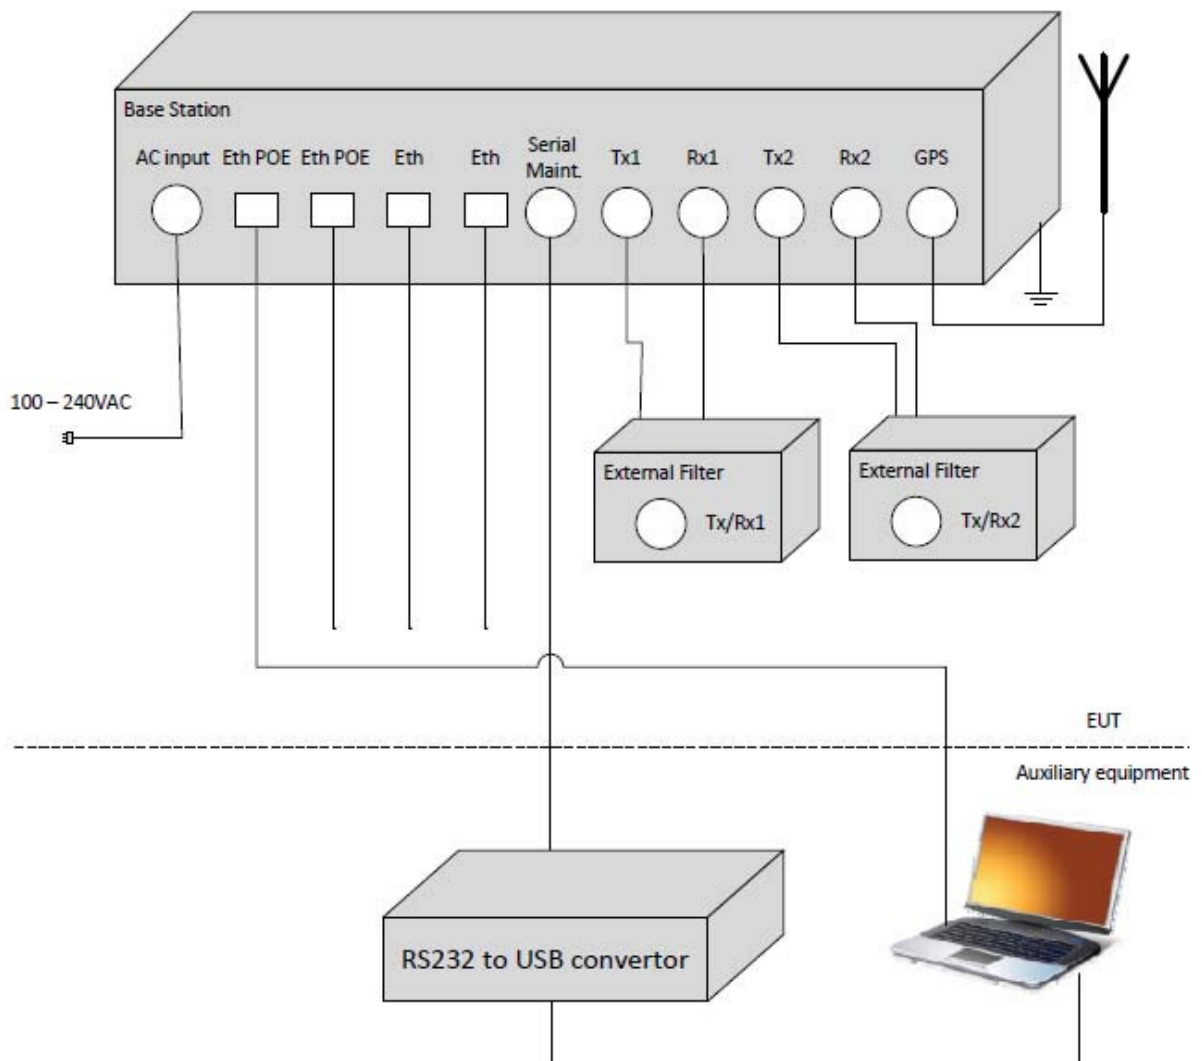 Base Station
AC input Eth POE Eth POE Eth Eth Serial Maint. Tx1 Rx1 Tx2 Rx2 GPS
100 – 240VAC
External Filter
Tx/Rx1
External Filter
Tx/Rx2
EUT
Auxiliary equipment
RS232 to USB convertor